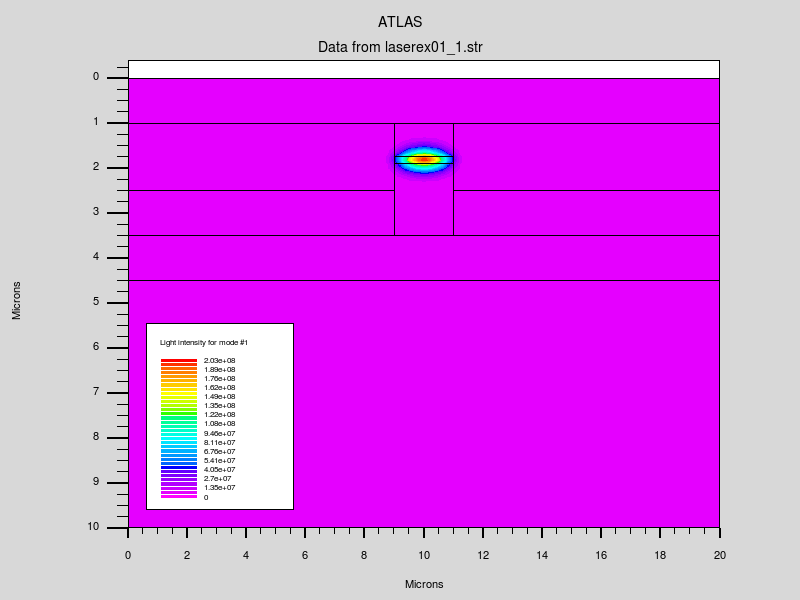 ATLAS
Data from laserex01_1.str
0
1
2
3
4
5
6
7
8
9
10
Microns
Light intensity for mode #1
2.03e+08
1.89e+08
1.76e+08
1.62e+08
1.49e+08
1.35e+08
1.22e+08
1.08e+08
9.46e+07
8.11e+07
6.76e+07
5.41e+07
4.05e+07
2.7e+07
1.35e+07
0
0 2 4 6 8 10 12 14 16 18 20
Microns